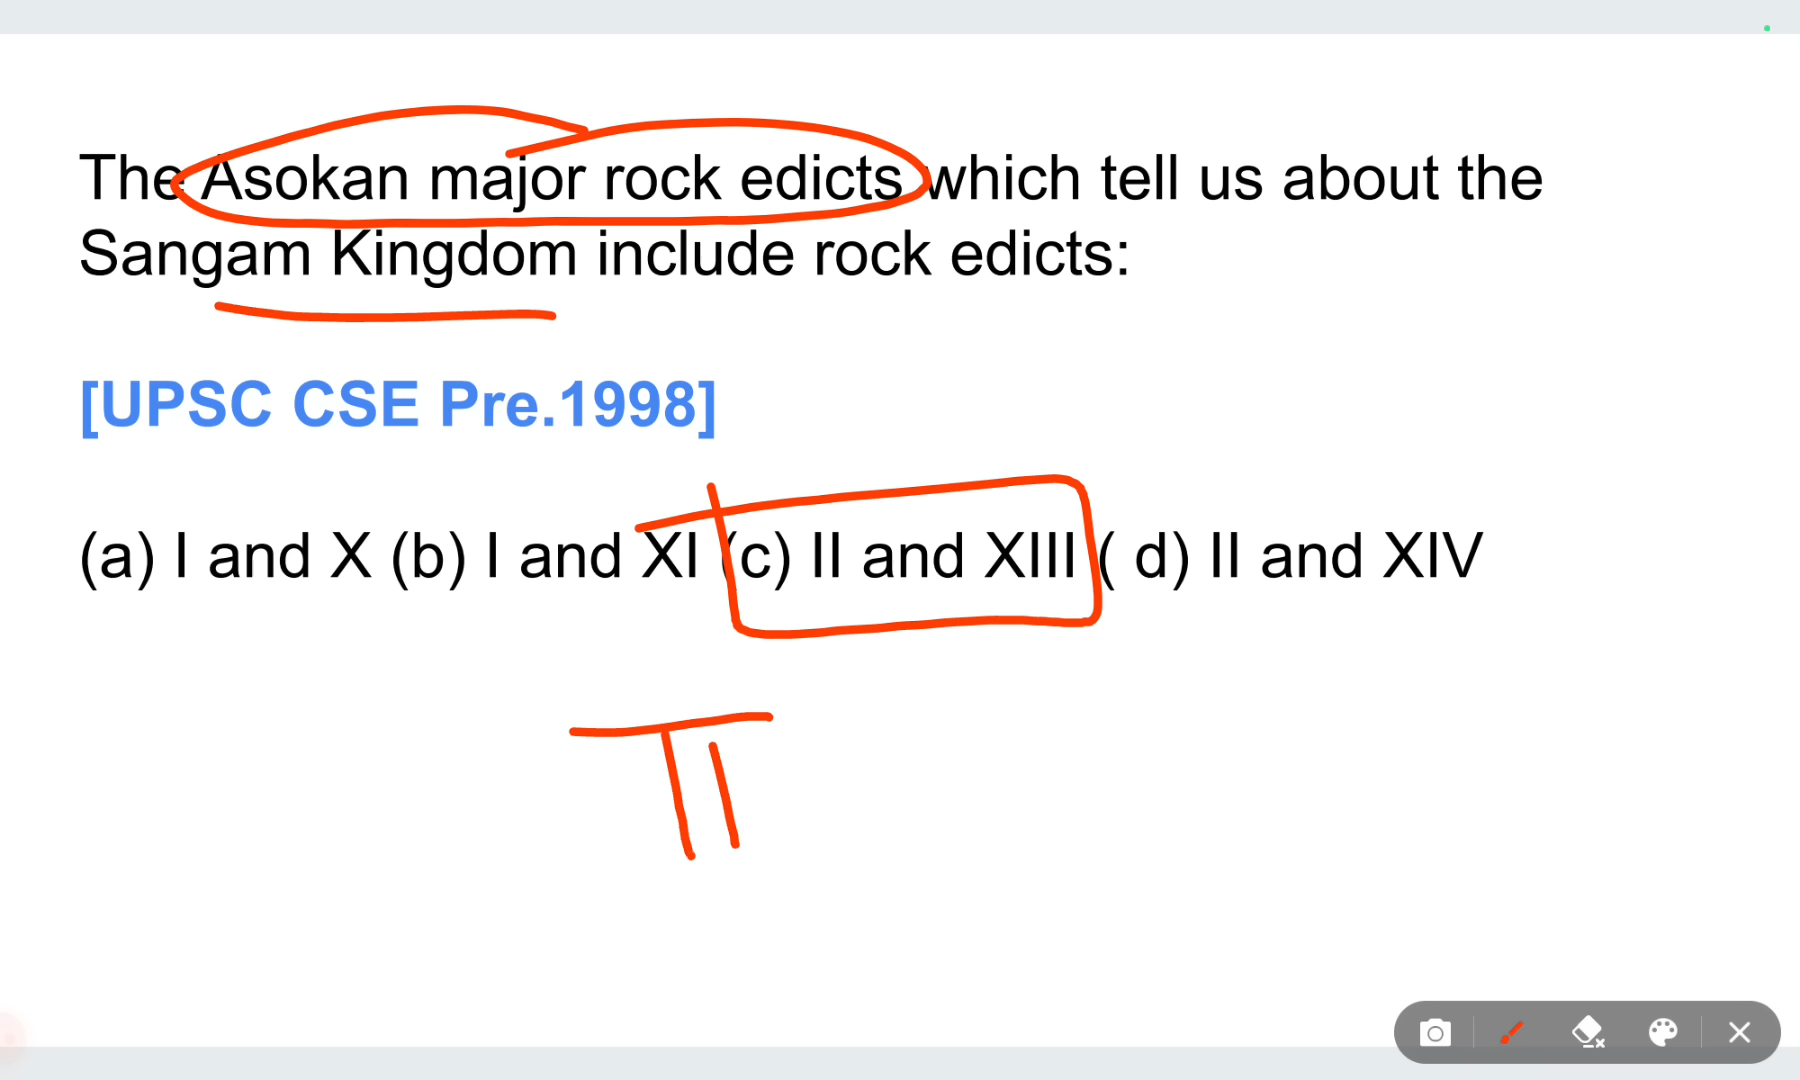 The Asokan major rock edicts which tell us about the
Sangam Kingdom include rock edicts:
[UPSC CSE Pre.1998]
(a) I and X (b) I and XI (c) II and XIII ( d) II and XIV
II